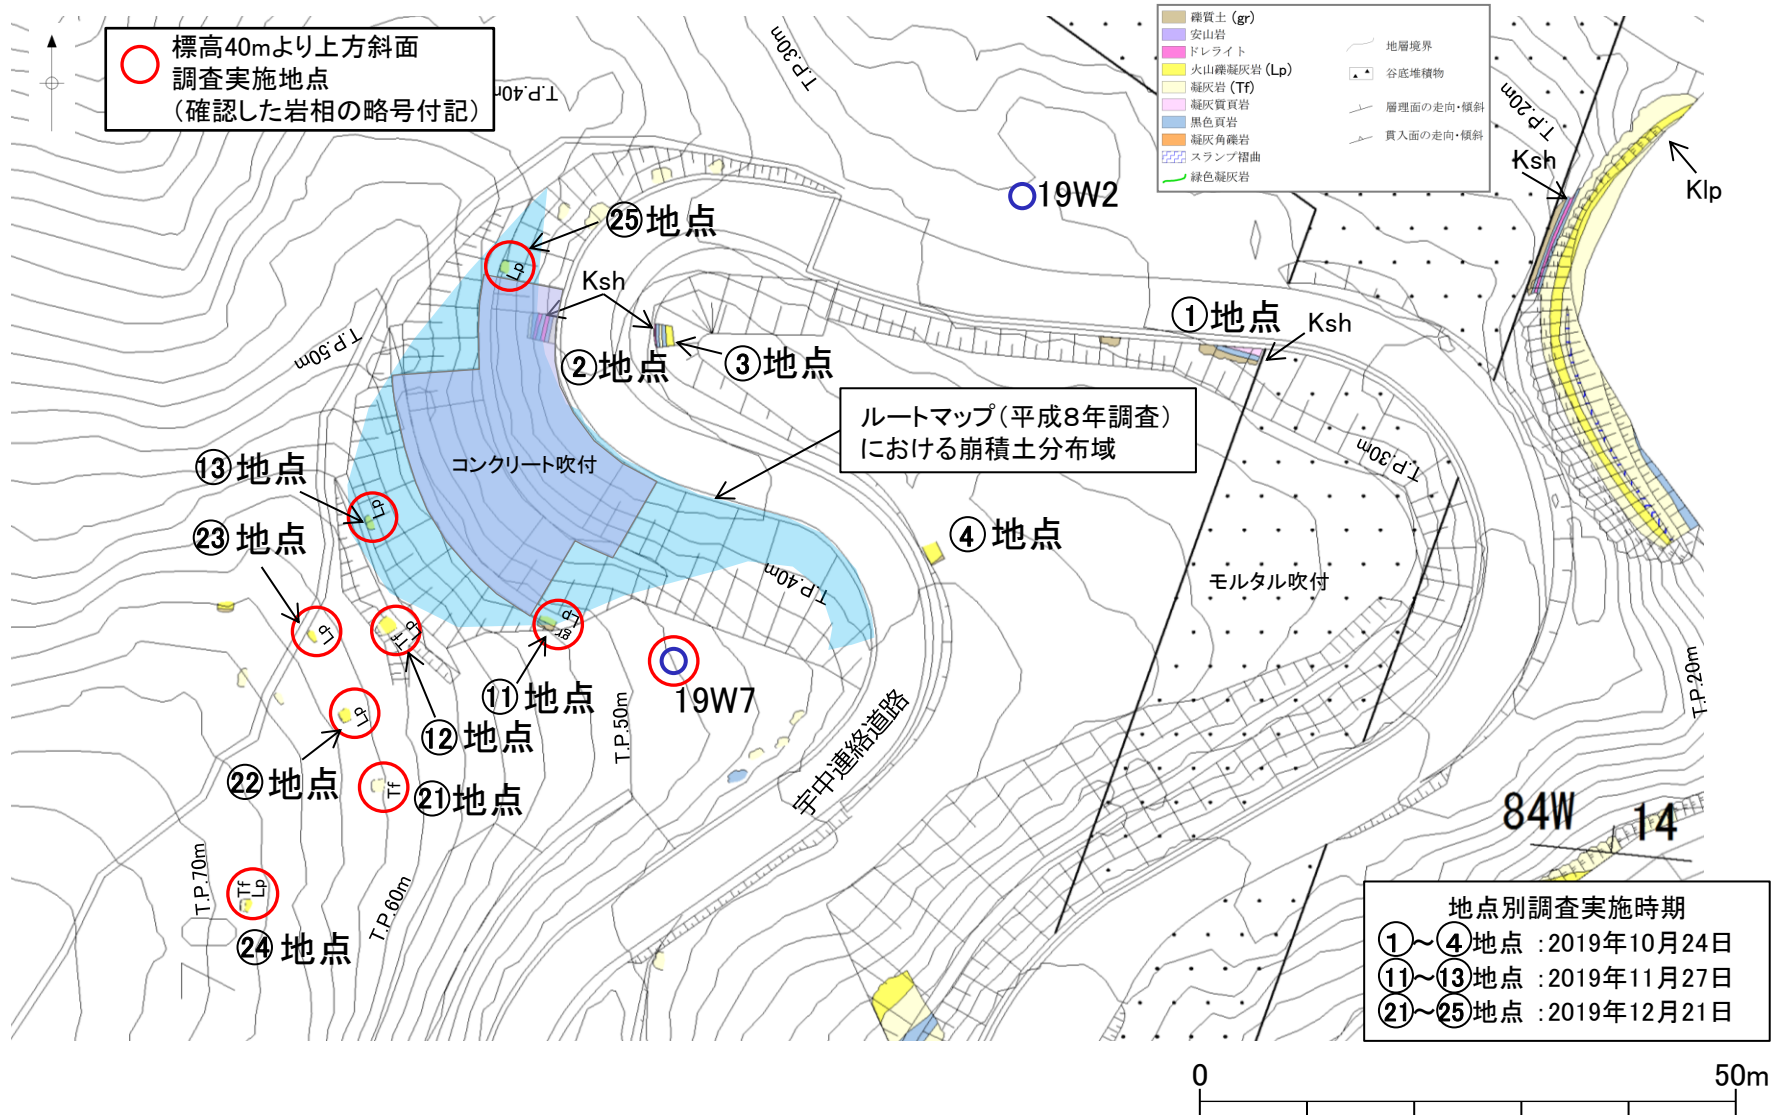 標高40mより上方斜面
調査実施地点
(確認した岩相の略号付記)
T.P.40m
T.P.30m
礫質土 (gr)
安山岩
ドレライト
火山礫凝灰岩 (Lp)
凝灰岩 (Tf)
凝灰質頁岩
黒色頁岩
凝灰角礫岩
スランプ褶曲
緑色凝灰岩
地層境界
谷底堆積物
層理面の走向・傾斜
貫入面の走向・傾斜
T.P.20m
Ksh
Klp
19W2
㉕地点
Lp
Ksh
①地点
Ksh
②地点
③地点
T.P.50m
ルートマップ(平成8年調査)
における崩積土分布域
T.P.30m
コンクリート吹付
⑬地点
Lp
㉓地点
④地点
T.P.40m
モルタル吹付
Lp
Tf
Lp
Lp
gr
⑪地点
19W7
T.P.50m
⑫地点
Lp
㉒地点
Tf
㉑地点
宇中連絡道路
T.P.20m
84W
14
T.P.70m
Tf
Lp
T.P.60m
㉔地点
地点別調査実施時期
①~④地点 :2019年10月24日
⑪~⑬地点 :2019年11月27日
㉑~㉕地点 :2019年12月21日
0
50m